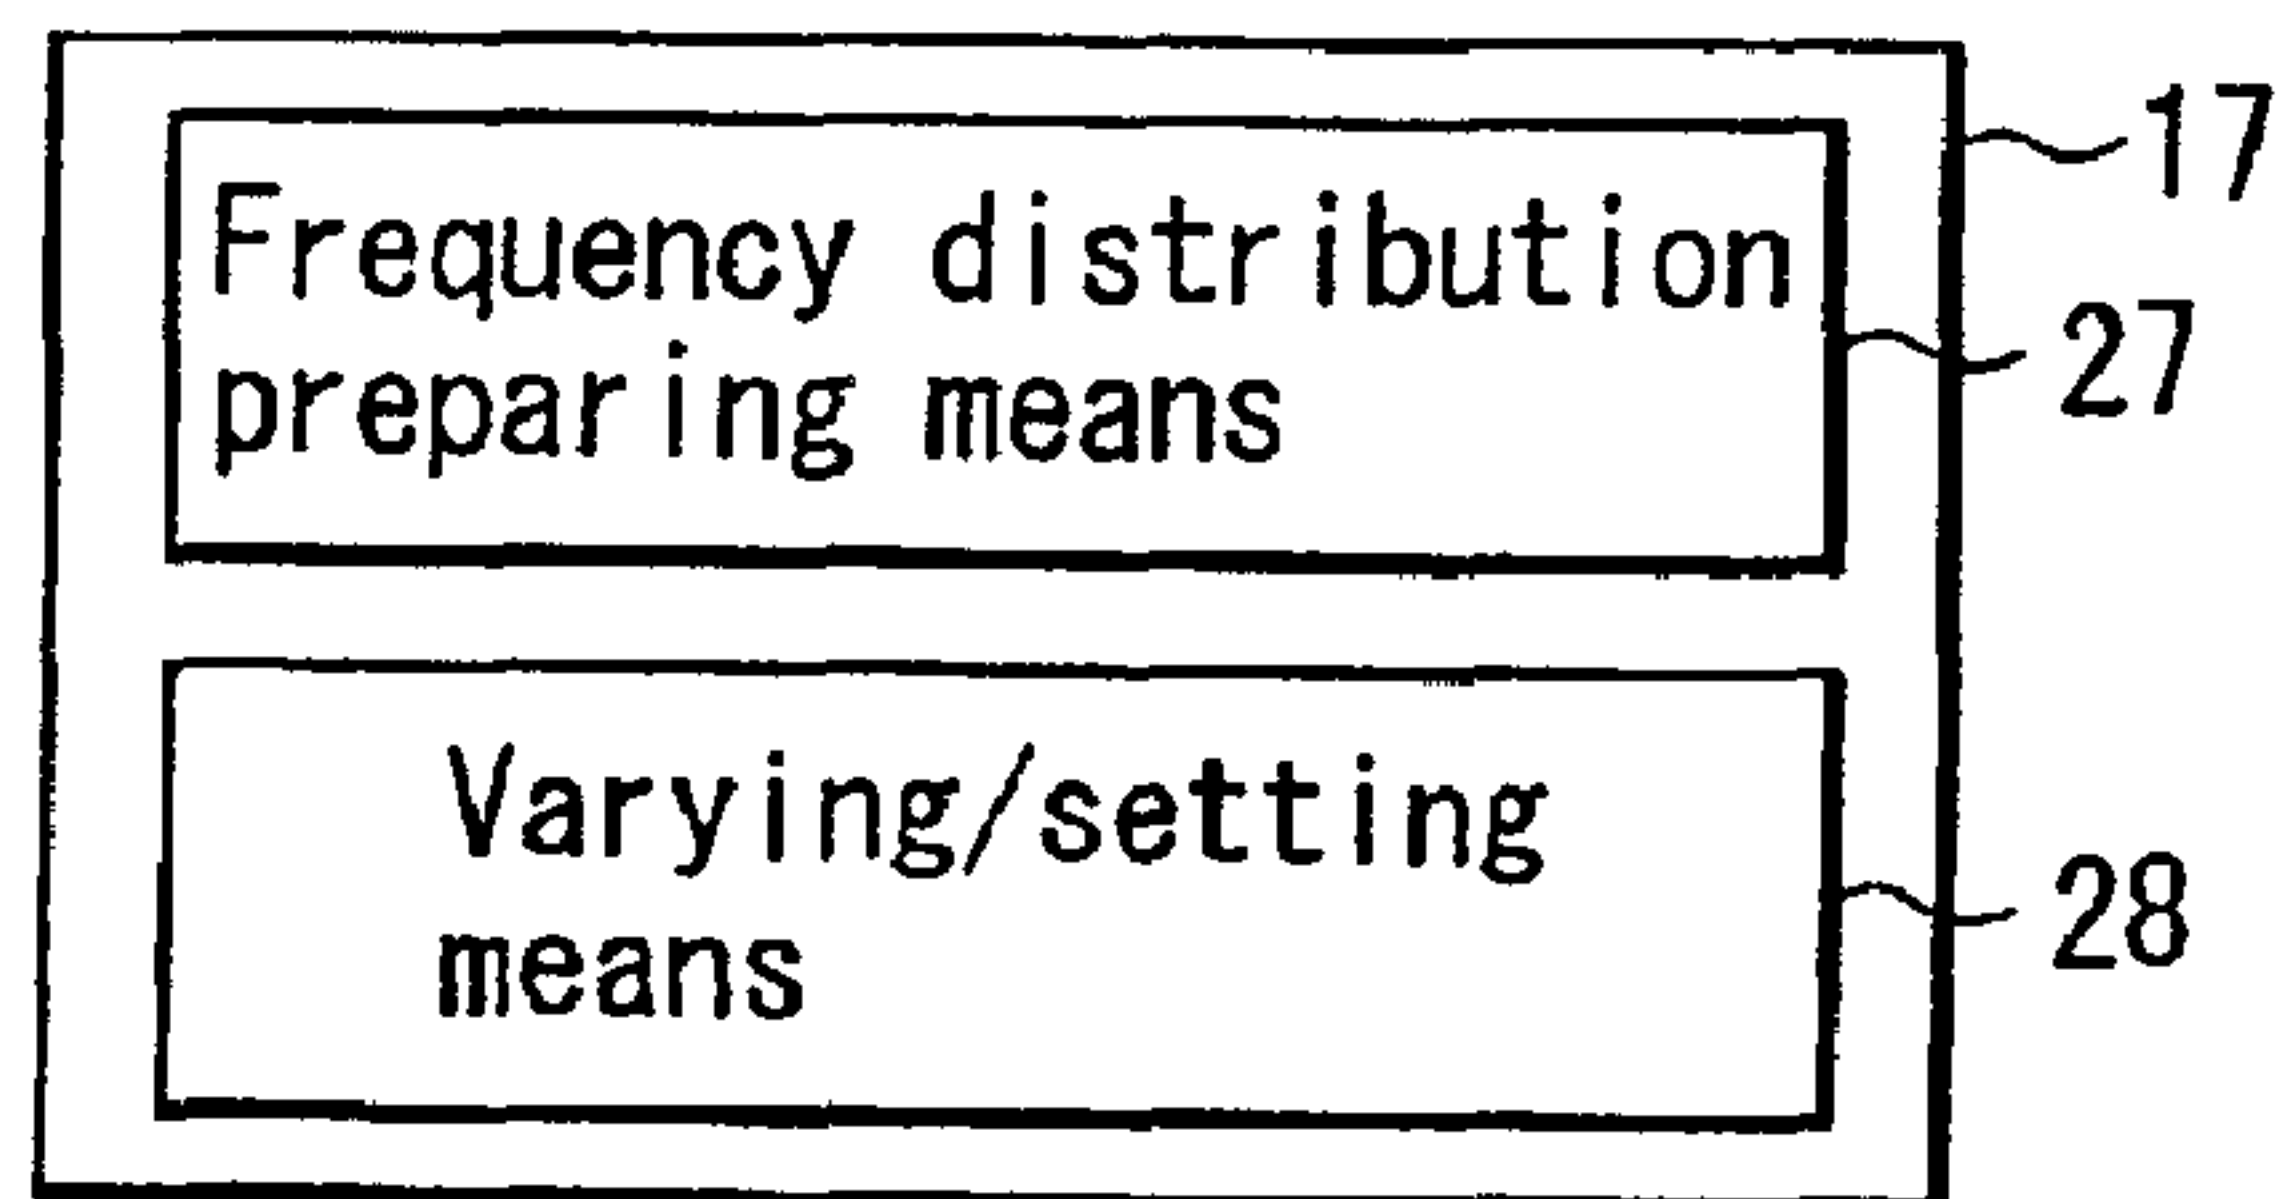 17
Frequency distribution
preparing means
27
Varying/setting
means
28